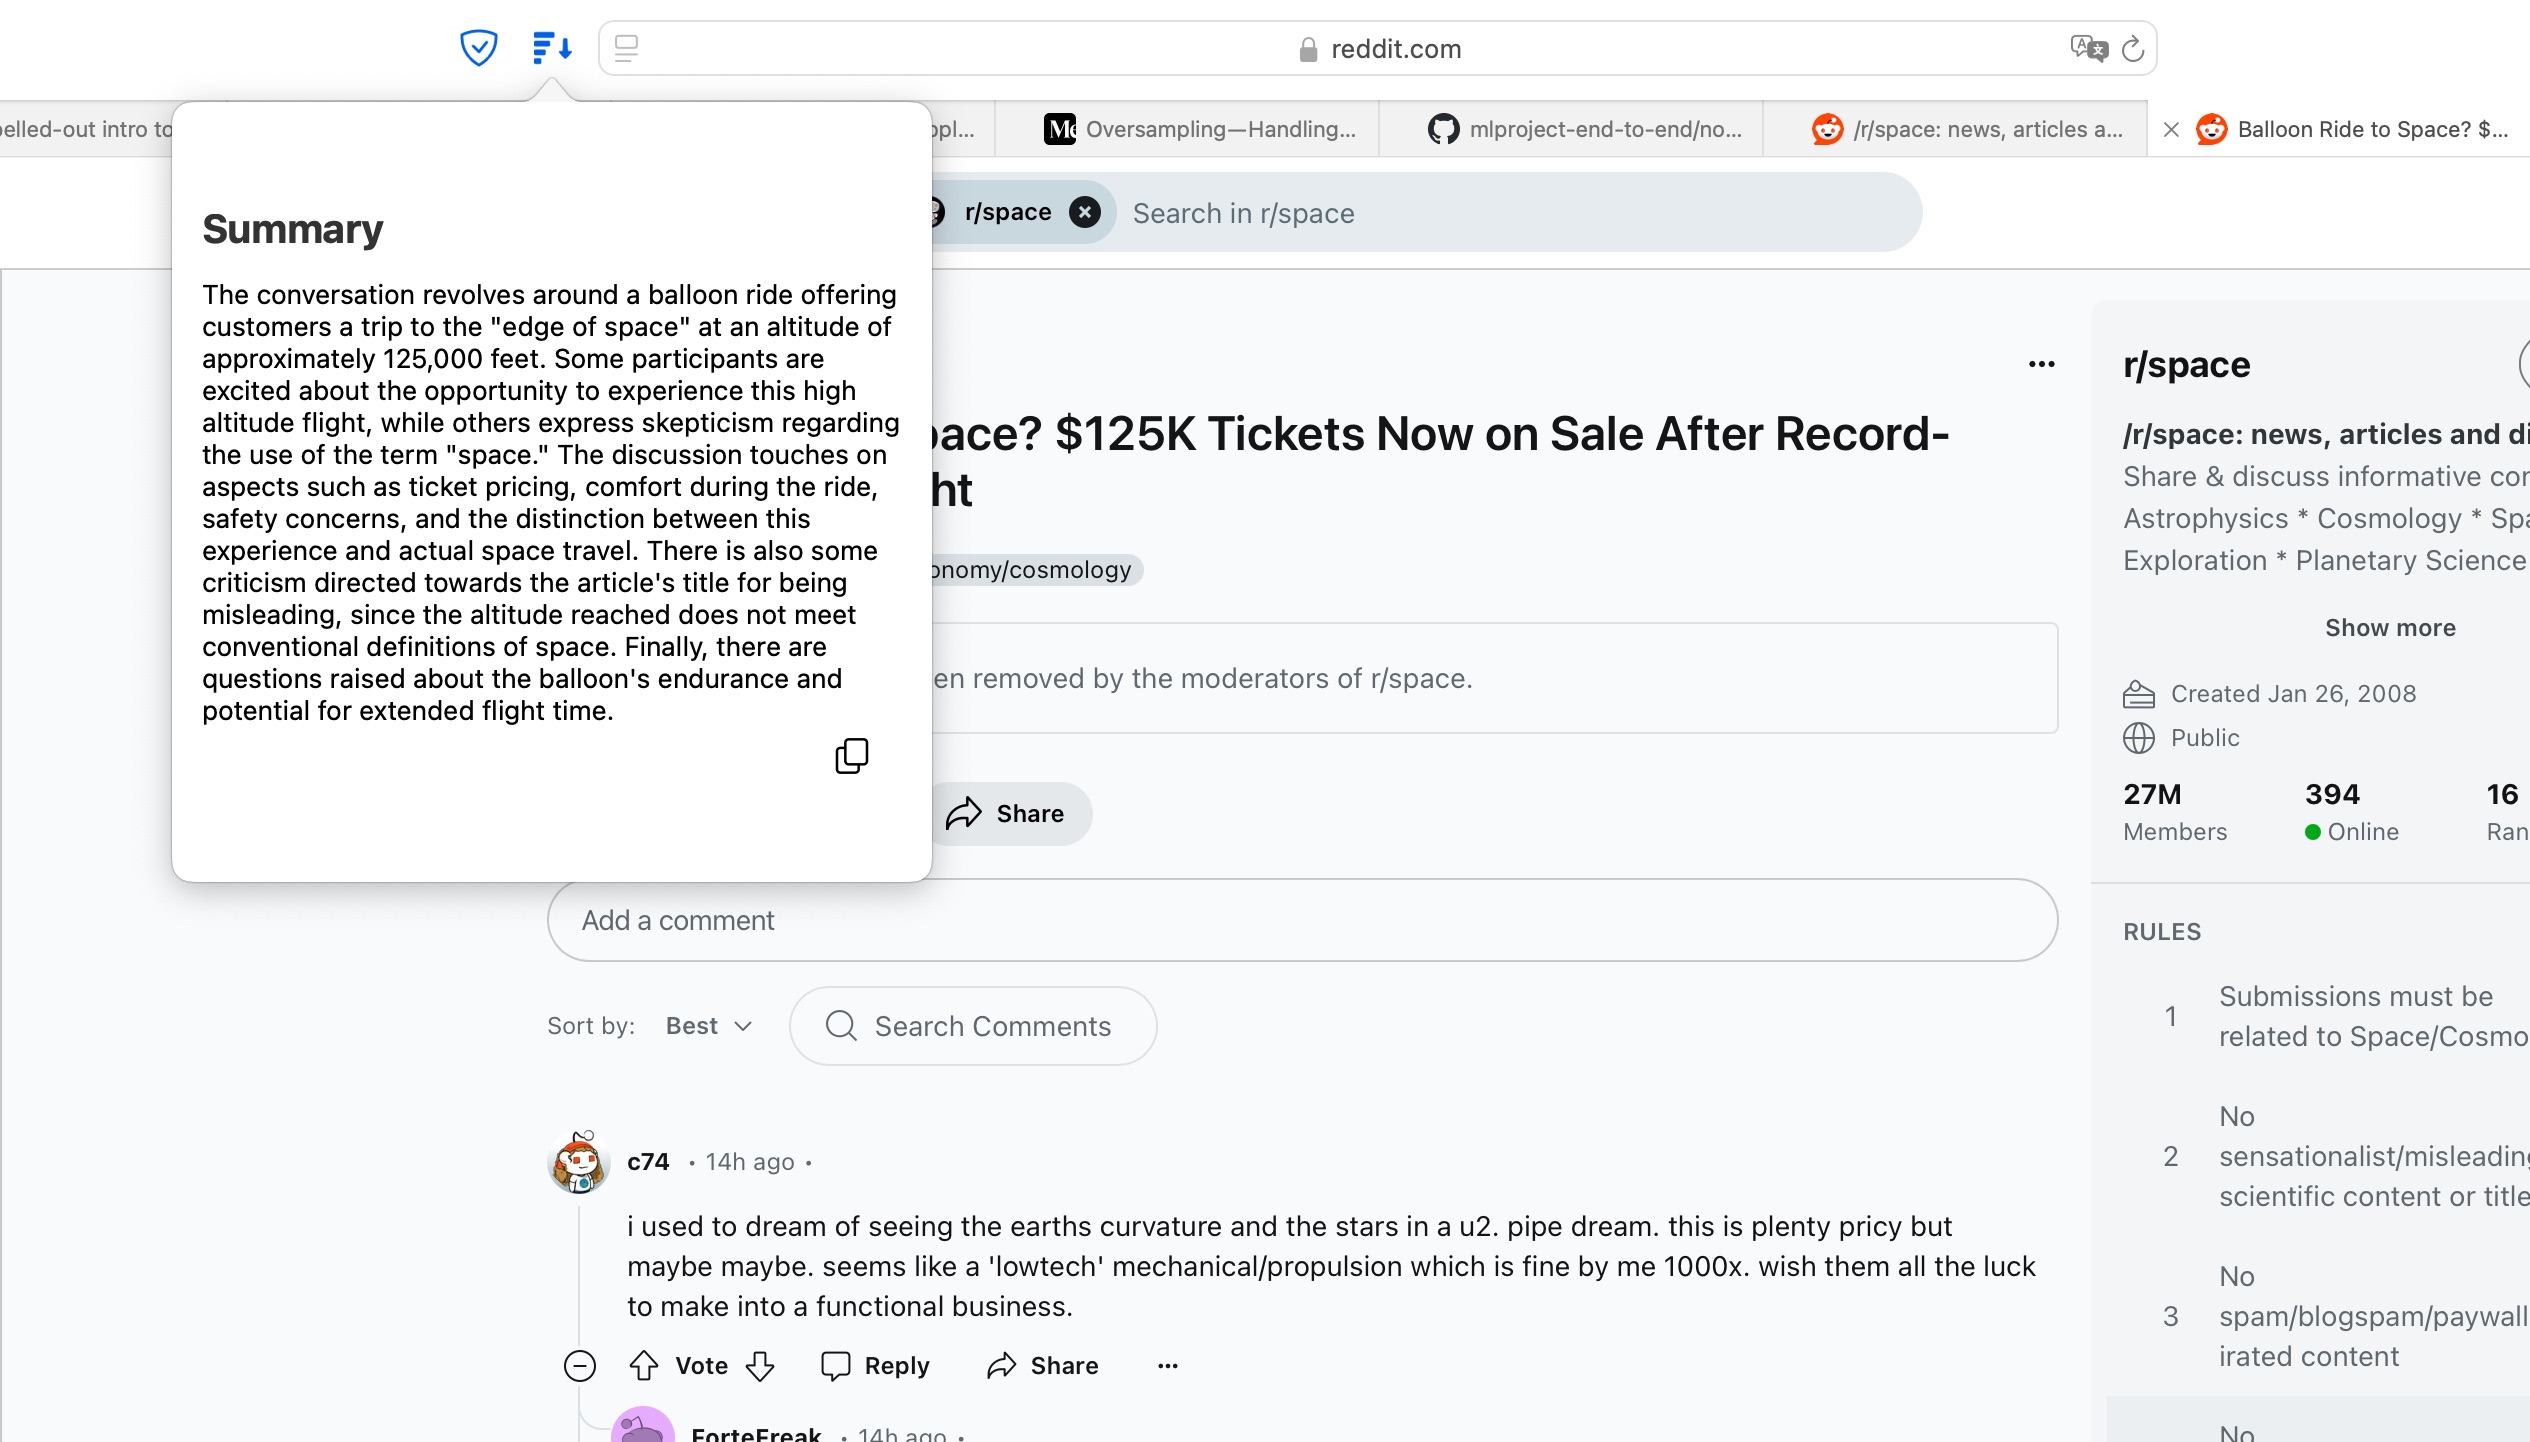 reddit.com
elled-out intro to
opl...
Me
Oversampling—Handling...
mlproject-end-to-end/no...
/r/space: news, articles a...
Balloon Ride to Space? $...
r/space
Search in r/space
Summary
The conversation revolves around a balloon ride offering
customers a trip to the "edge of space" at an altitude of
approximately 125,000 feet. Some participants are
excited about the opportunity to experience this high
altitude flight, while others express skepticism regarding
the use of the term "space." The discussion touches on
aspects such as ticket pricing, comfort during the ride,
safety concerns, and the distinction between this
experience and actual space travel. There is also some
criticism directed towards the article's title for being
misleading, since the altitude reached does not meet
conventional definitions of space. Finally, there are
questions raised about the balloon's endurance and
potential for extended flight time.
pace? $125K Tickets Now on Sale After Record-
ht
onomy/cosmology
en removed by the moderators of r/space.
Share
Add a comment
Sort by: Best
Search Comments
c74 • 14h ago •
i used to dream of seeing the earths curvature and the stars in a u2. pipe dream. this is plenty pricy but
maybe maybe. seems like a 'lowtech' mechanical/propulsion which is fine by me 1000x. wish them all the luck
to make into a functional business.
Vote Reply Share ...
ForteFreak • 14h ago •
r/space
/r/space: news, articles and di
Share & discuss informative con
Astrophysics * Cosmology * Spa
Exploration * Planetary Science
Show more
Created Jan 26, 2008
Public
27M 394 16
Members Online Ran
RULES
1 Submissions must be
related to Space/Cosmo
2 No
sensationalist/misleading
scientific content or title
3 No
spam/blogspam/paywall
irated content
No